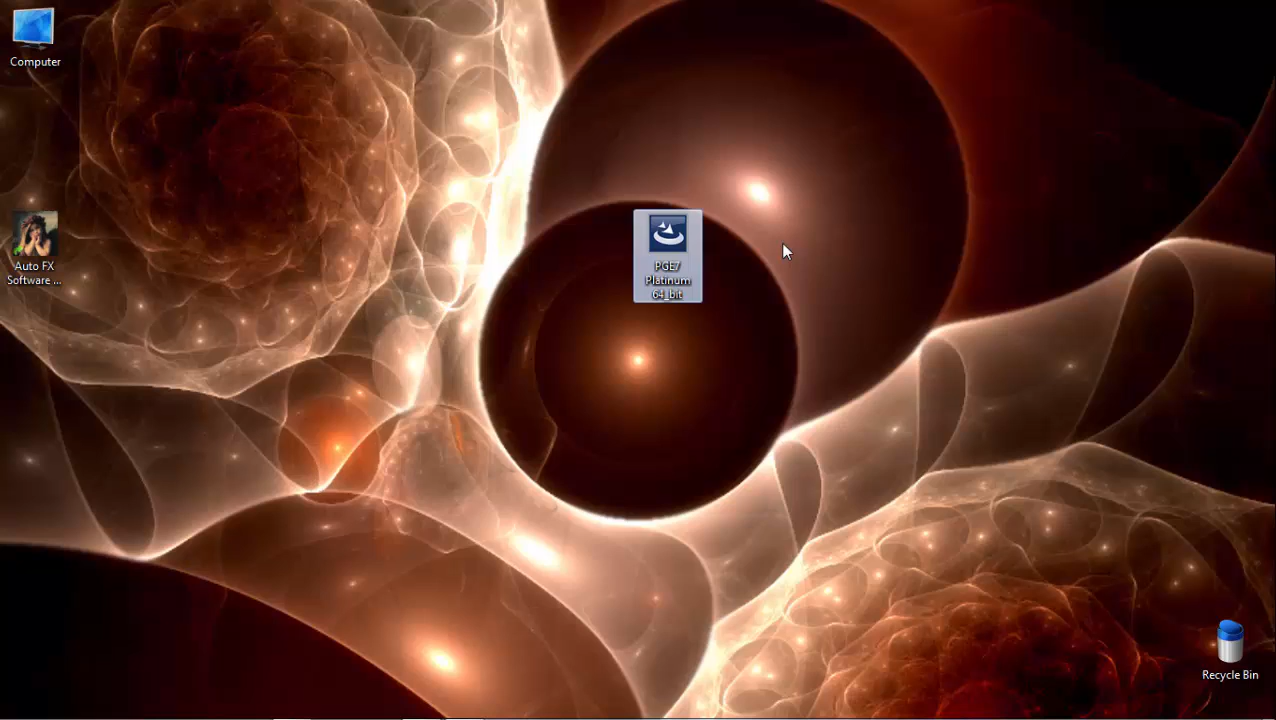 Computer
Auto FX
Software ...
PGE7
Platinum
64_bit
Recycle Bin